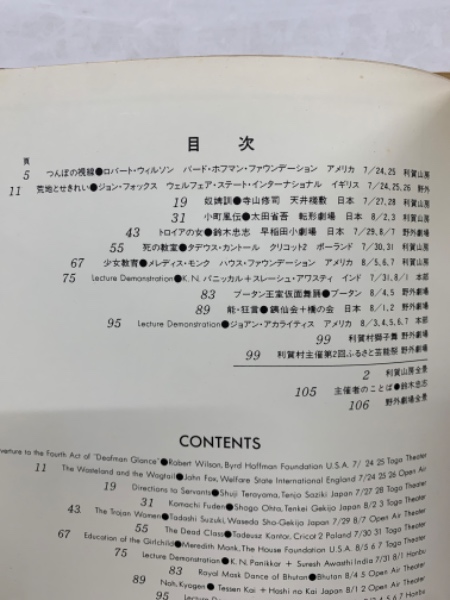 目 次
頁
5 つんぼの視線●ロバート・ウィルソン バード・ホフマン・ファウンデーション アメリカ 7/24,25 利賀山房
11 荒地とせきれい●ジョン・フォックス ウェルフェア・ステート・インターナショナル イギリス 7/24,25,26 野外
19 奴婢訓●寺山修司 天井棧敷 日本 7/27,28 利賀山房
31 小町風伝●太田省吾 転形劇場 日本 8/2,3 利賀山房
43 トロイアの女●鈴木忠志 早稲田小劇場 日本 7/29,8/7 野外劇場
55 死の教室●タデウス・カントール クリコット2 ポーランド 7/30,31 利賀山房
67 少女教育●メレディス・モンク ハウス・ファウンデーション アメリカ 8/5,6,7 利賀山房
75 Lecture Demonstration●K.N.パニッカル+スレーシュ・アワスティ インド 7/31,8/1 本部
83 ブータン王室仮面舞踊●ブータン 8/4,5 野外劇場
89 能・狂言●銕仙会+橋の会 日本 8/1,2 野外劇場
95 Lecture Demonstration●ジョアン・アカライティス アメリカ 8/3,4,5,6,7 本部
99 利賀村獅子舞 野外劇場
99 利賀村主催第2回ふるさと芸能祭 野外劇場
2 利賀山房全景
105 主催者のことば●鈴木忠志
106 野外劇場全景
CONTENTS
verture to the Fourth Act of "Deafman Glance"●Robert Wilson, Byrd Hoffman Foundation U.S.A. 7/ 24 25 Toga Theater
11 The Wasteland and the Wagtail●John Fox, Welfare State International England 7/24 25 26 Open Air
19 Directions to Servants●Shuji Terayama, Tenjo Sajiki Japan 7/27 28 Toga Theater
31 Komachi Fuden●Shogo Ohta, Tenkei Gekijo Japan 8/2 3 Toga Theater
43 The Trojan Women●Tadashi Suzuki, Waseda Sho-Gekijo Japan 7/29 8/7 Open Air Theater
55 The Dead Class●Tadeusz Kantor, Cricot 2 Poland 7/30 31 Toga Theater
67 Education of the Girlchild●Meredith Monk, The House Foundation U.S.A. 8/5 6 7 Toga Theater
75 Lecture Demonstration●K.N. Panikkar + Suresh Awasthi India 7/31 8/1 Honbu
83 Royal Mask Dance of Bhutan●Bhutan 8/4 5 Open Air Theater
89 Noh, Kyogen● Tessen Kai + Hashi no Kai Japan 8/1 2 Open Air Theater
95 Lecture Demonstration●